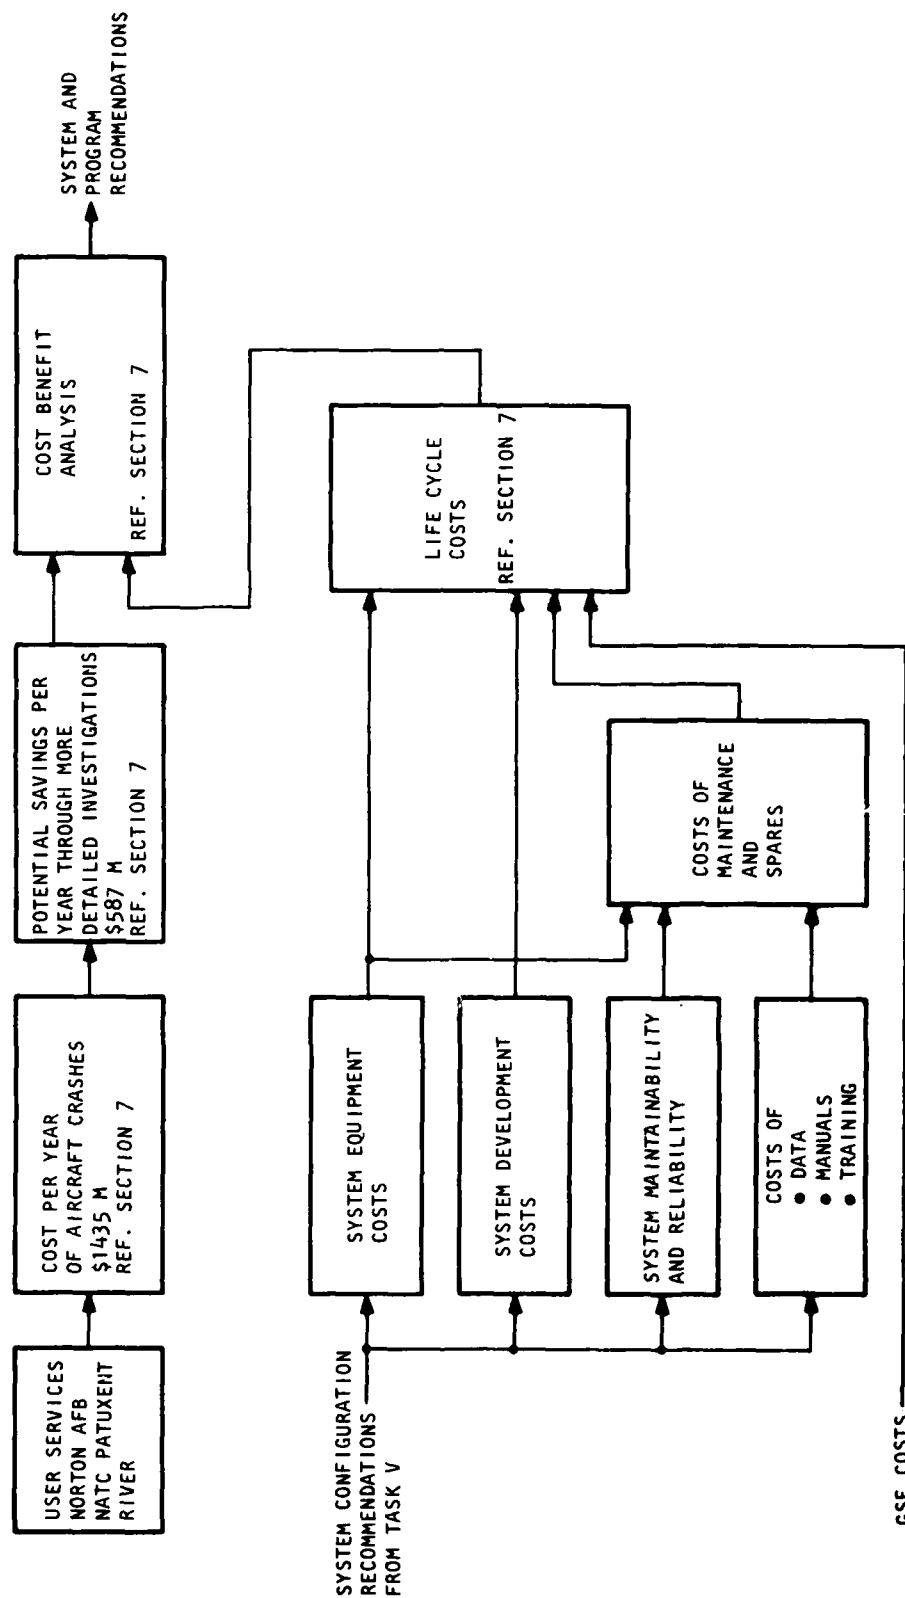 USER SERVICES
NORTON AFB
NATC PATUXENT
RIVER
COST PER YEAR
OF AIRCRAFT CRASHES
$1435 M
REF. SECTION 7
POTENTIAL SAVINGS PER
YEAR THROUGH MORE
DETAILED INVESTIGATIONS
$587 M
REF. SECTION 7
COST BENEFIT
ANALYSIS
REF. SECTION 7
SYSTEM AND
PROGRAM
RECOMMENDATIONS
SYSTEM CONFIGURATION
RECOMMENDATIONS
FROM TASK V
SYSTEM EQUIPMENT
COSTS
SYSTEM DEVELOPMENT
COSTS
SYSTEM MAINTAINABILITY
AND RELIABILITY
COSTS OF
● DATA
● MANUALS
● TRAINING
COSTS OF
MAINTENANCE
AND
SPARES
LIFE CYCLE
COSTS
REF. SECTION 7
GSE COSTS